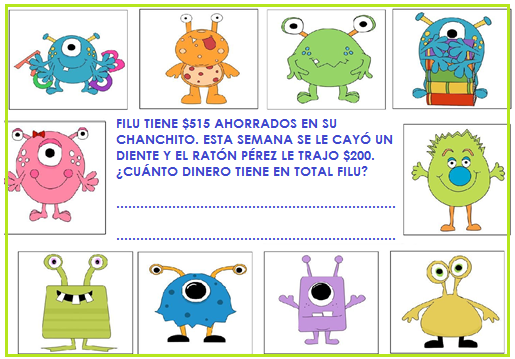 FILU TIENE $515 AHORRADOS EN SU
CHANCHITO. ESTA SEMANA SE LE CAYÓ UN
DIENTE Y EL RATÓN PÉREZ LE TRAJO $200.
¿CUÁNTO DINERO TIENE EN TOTAL FILU?